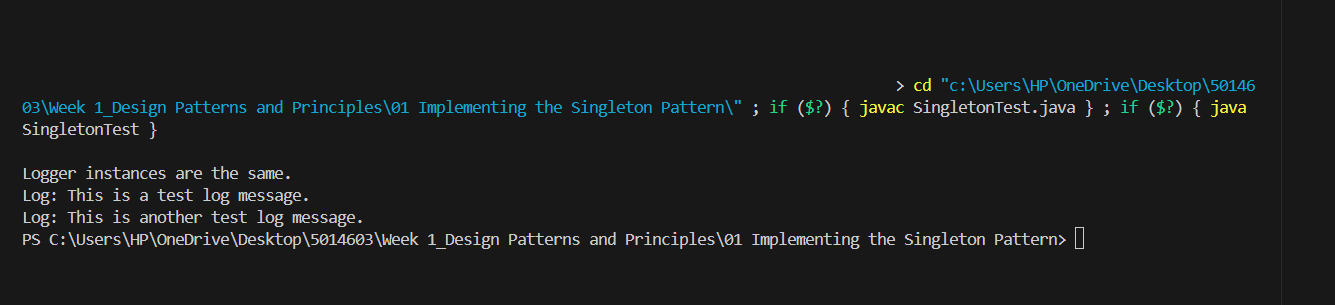 > cd "c:\Users\HP\OneDrive\Desktop\50146
03\Week 1_Design Patterns and Principles\01 Implementing the Singleton Pattern\" ; if ($?) { javac SingletonTest.java } ; if ($?) { java
SingletonTest }
Logger instances are the same.
Log: This is a test log message.
Log: This is another test log message.
PS C:\Users\HP\OneDrive\Desktop\5014603\Week 1_Design Patterns and Principles\01 Implementing the Singleton Pattern>